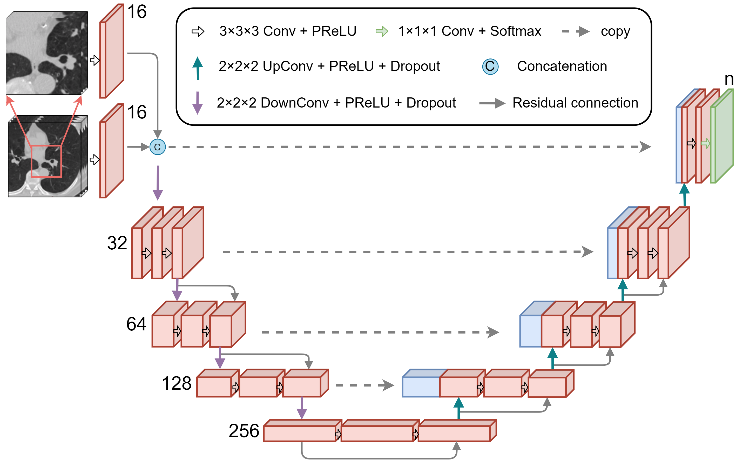 16
3×3×3 Conv + PReLU
1×1×1 Conv + Softmax
copy
2×2×2 UpConv + PReLU + Dropout
C
Concatenation
2×2×2 DownConv + PReLU + Dropout
Residual connection
n
16
C
32
64
128
256